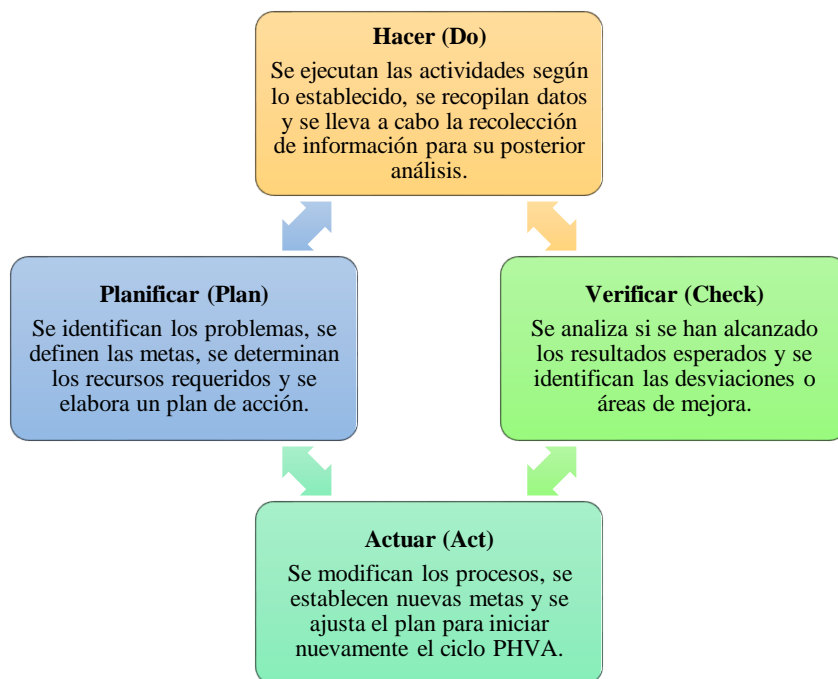 Hacer (Do)
Se ejecutan las actividades según
lo establecido, se recopilan datos
y se lleva a cabo la recolección
de información para su posterior
análisis.
Planificar (Plan)
Se identifican los problemas, se
definen las metas, se determinan
los recursos requeridos y se
elabora un plan de acción.
Verificar (Check)
Se analiza si se han alcanzado
los resultados esperados y se
identifican las desviaciones o
áreas de mejora.
Actuar (Act)
Se modifican los procesos, se
establecen nuevas metas y se
ajusta el plan para iniciar
nuevamente el ciclo PHVA.